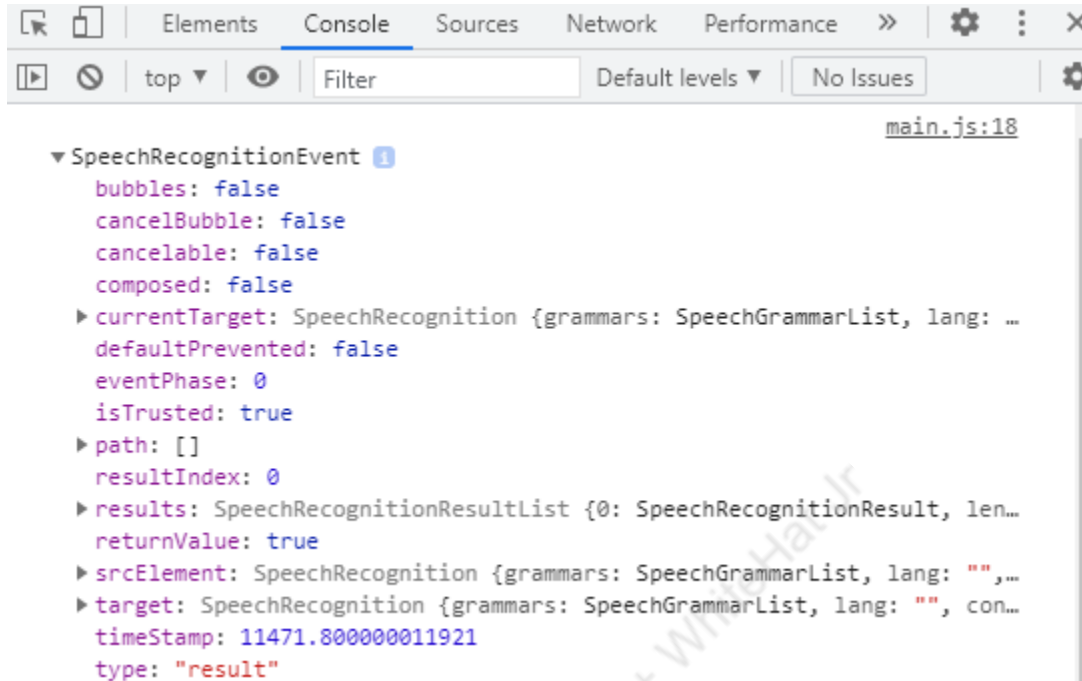 Elements Console Sources Network Performance »
top ▼ Filter Default levels ▼ No Issues
main.js:18
▼ SpeechRecognitionEvent i
bubbles: false
cancelBubble: false
cancelable: false
composed: false
▶ currentTarget: SpeechRecognition {grammars: SpeechGrammarList, lang: …
defaultPrevented: false
eventPhase: 0
isTrusted: true
▶ path: []
resultIndex: 0
▶ results: SpeechRecognitionResultList {0: SpeechRecognitionResult, len…
returnValue: true
▶ srcElement: SpeechRecognition {grammars: SpeechGrammarList, lang: "",…
▶ target: SpeechRecognition {grammars: SpeechGrammarList, lang: "", con…
timeStamp: 11471.800000011921
type: "result"
WhiteHat Jr